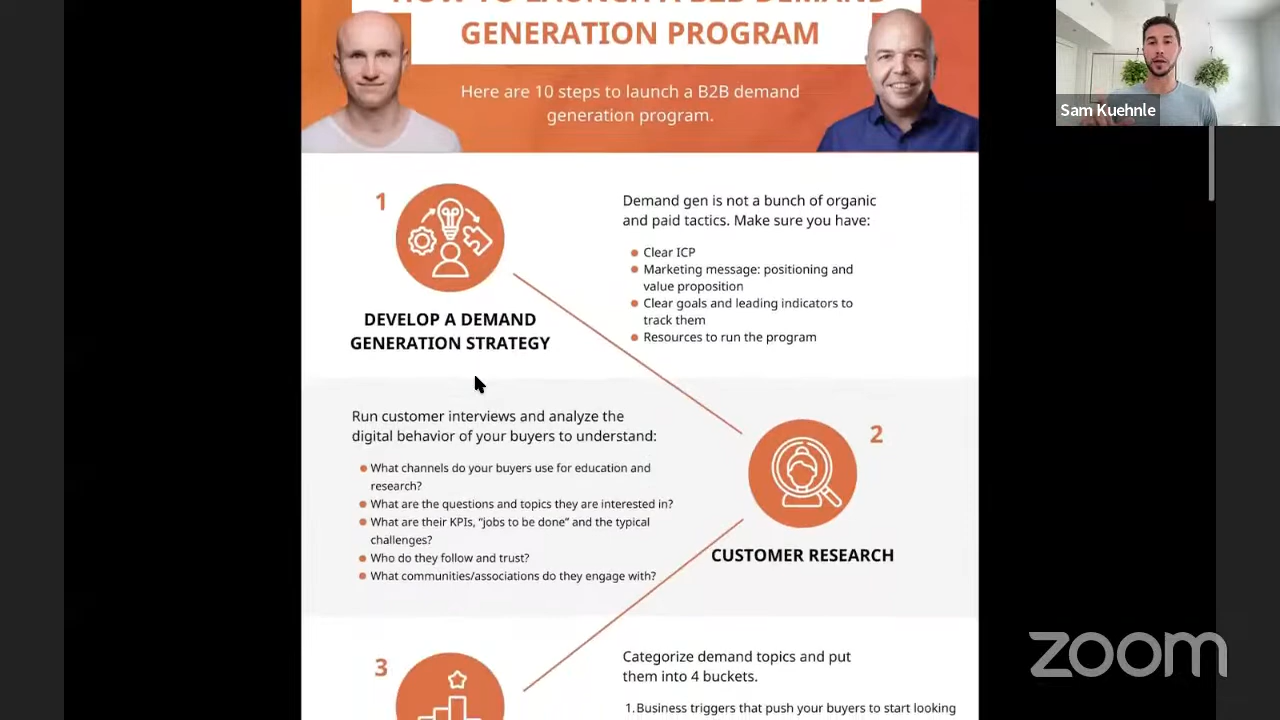 HOW TO LAUNCH A B2B DEMAND
GENERATION PROGRAM
Here are 10 steps to launch a B2B demand
generation program.
Sam Kuehnle
1
DEVELOP A DEMAND
GENERATION STRATEGY
Demand gen is not a bunch of organic
and paid tactics. Make sure you have:
Clear ICP
Marketing message: positioning and
value proposition
Clear goals and leading indicators to
track them
Resources to run the program
Run customer interviews and analyze the
digital behavior of your buyers to understand:
What channels do your buyers use for education and
research?
What are the questions and topics they are interested in?
What are their KPIs, “jobs to be done” and the typical
challenges?
Who do they follow and trust?
What communities/associations do they engage with?
2
CUSTOMER RESEARCH
3
Categorize demand topics and put
them into 4 buckets.
1. Business triggers that push your buyers to start looking
zoom